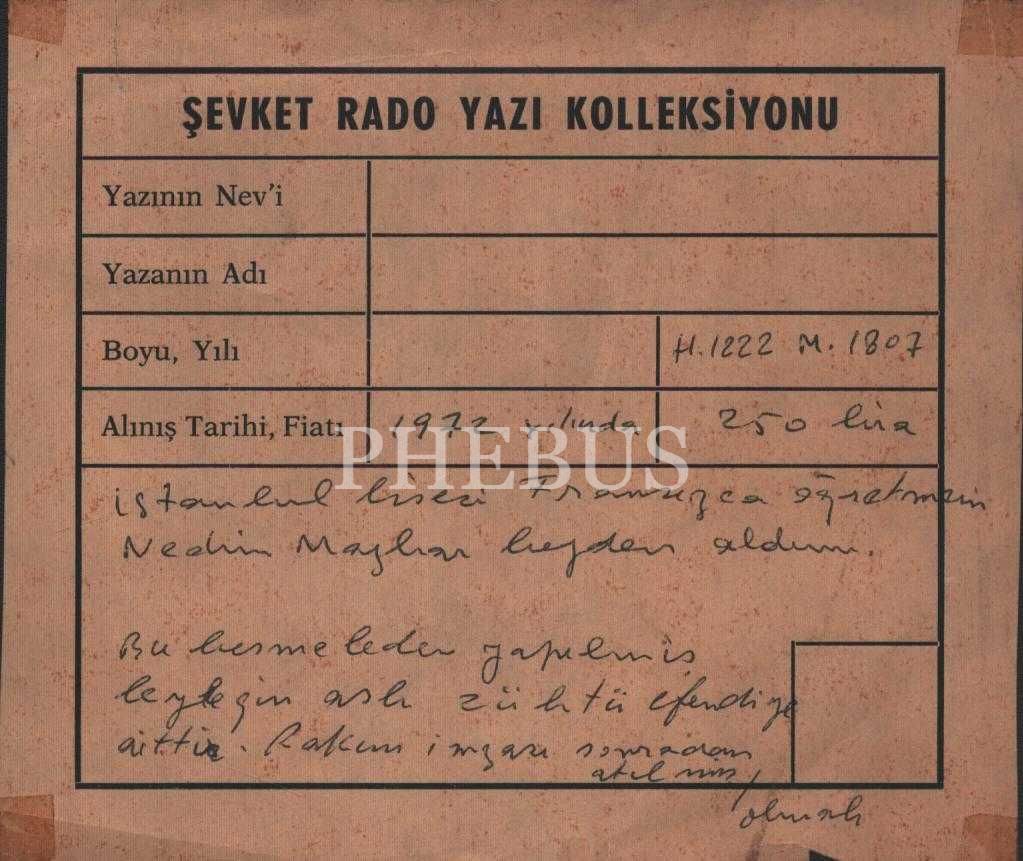 ŞEVKET RADO YAZI KOLLEKSİYONU
Yazının Nev'i
Yazanın Adı
Boyu, Yılı H.1222 M.1807
Alınış Tarihi, Fiatı 1972 yılında 250 lira
PHEBUS
İstanbul lisesi Fransızca öğretmeni
Nedim Mazhar beyden aldım.
Bu besmeleden yapılmış
leyleğin aslı Zühtü efendiye
aittir. Rakım imzası sonradan
atılmış
olmalı